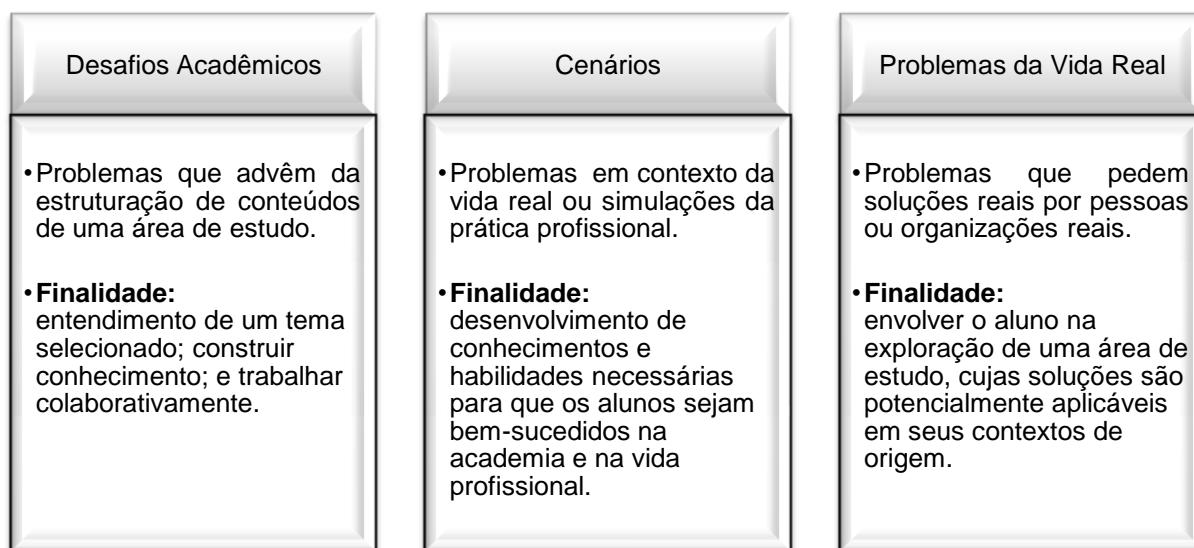 Desafios Acadêmicos
•Problemas que advêm da
estruturação de conteúdos
de uma área de estudo.
•Finalidade:
entendimento de um tema
selecionado; construir
conhecimento; e trabalhar
colaborativamente.
Cenários
•Problemas em contexto da
vida real ou simulações da
prática profissional.
•Finalidade:
desenvolvimento de
conhecimentos e
habilidades necessárias
para que os alunos sejam
bem-sucedidos na
academia e na vida
profissional.
Problemas da Vida Real
•Problemas que pedem
soluções reais por pessoas
ou organizações reais.
•Finalidade:
envolver o aluno na
exploração de uma área de
estudo, cujas soluções são
potencialmente aplicáveis
em seus contextos de
origem.